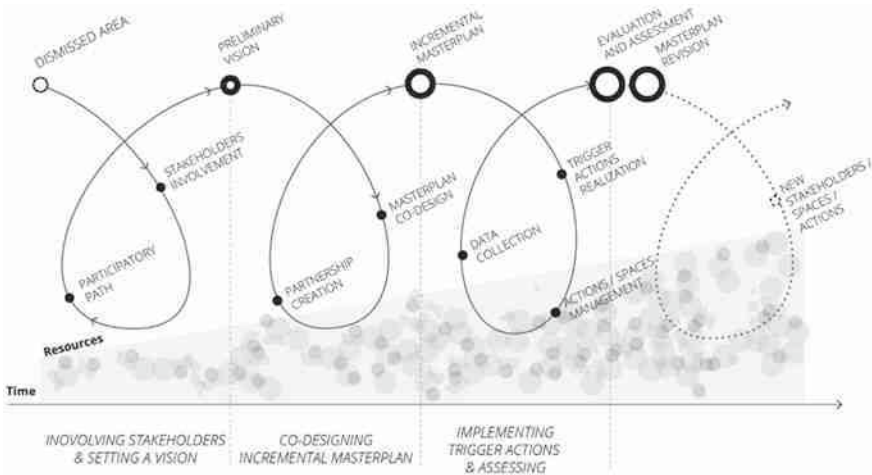 DISMISSED AREA
PRELIMINARY
VISION
INCREMENTAL
MASTERPLAN
EVALUATION
AND ASSESSMENT
MASTERPLAN
REVISION
STAKEHOLDERS
INVOLVEMENT
MASTERPLAN
CO-DESIGN
TRIGGER
ACTIONS
REALIZATION
NEW
STAKEHOLDERS /
SPACES /
ACTIONS
PARTICIPATORY
PATH
PARTNERSHIP
CREATION
DATA
COLLECTION
ACTIONS / SPACES
MANAGEMENT
Resources
Time
INOVOLVING STAKEHOLDERS
& SETTING A VISION
CO-DESIGNING
INCREMENTAL MASTERPLAN
IMPLEMENTING
TRIGGER ACTIONS
& ASSESSING